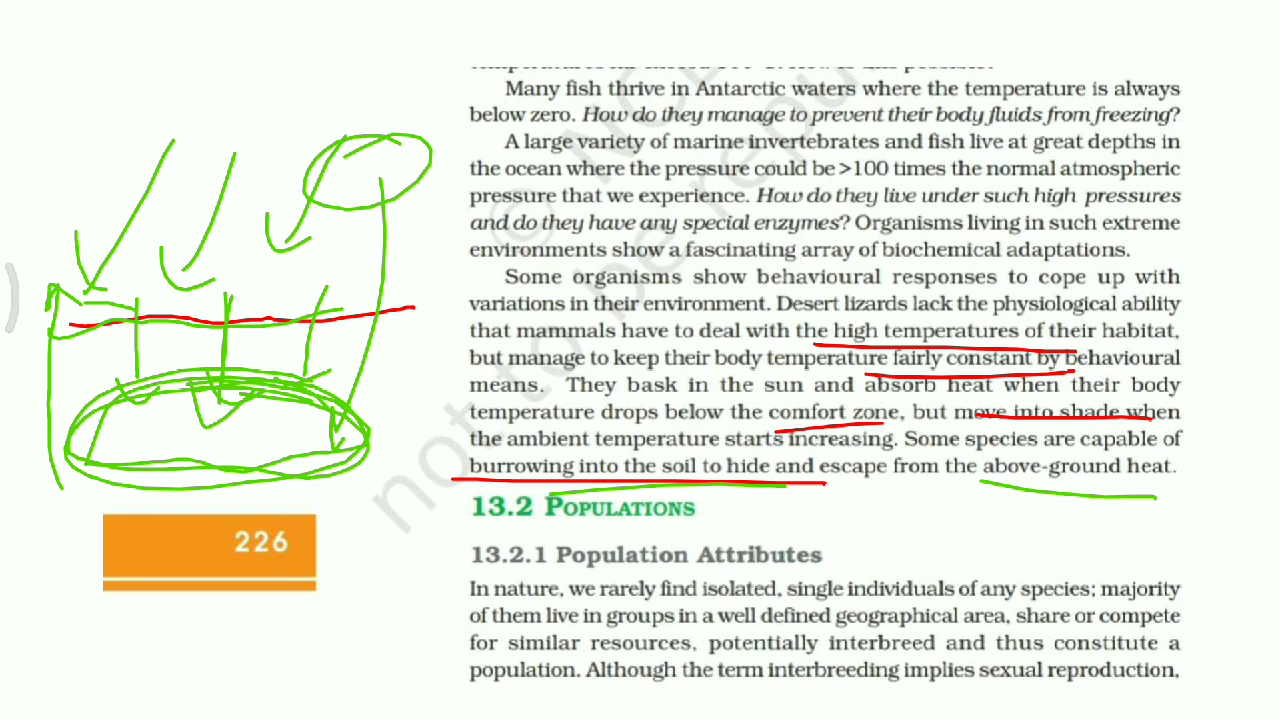 Many fish thrive in Antarctic waters where the temperature is always
below zero. How do they manage to prevent their body fluids from freezing?
A large variety of marine invertebrates and fish live at great depths in
the ocean where the pressure could be >100 times the normal atmospheric
pressure that we experience. How do they live under such high pressures
and do they have any special enzymes? Organisms living in such extreme
environments show a fascinating array of biochemical adaptations.
Some organisms show behavioural responses to cope up with
variations in their environment. Desert lizards lack the physiological ability
that mammals have to deal with the high temperatures of their habitat,
but manage to keep their body temperature fairly constant by behavioural
means. They bask in the sun and absorb heat when their body
temperature drops below the comfort zone, but move into shade when
the ambient temperature starts increasing. Some species are capable of
burrowing into the soil to hide and escape from the above-ground heat.
13.2 POPULATIONS
226
13.2.1 Population Attributes
In nature, we rarely find isolated, single individuals of any species; majority
of them live in groups in a well defined geographical area, share or compete
for similar resources, potentially interbreed and thus constitute a
population. Although the term interbreeding implies sexual reproduction,
© NCE
not to be repu